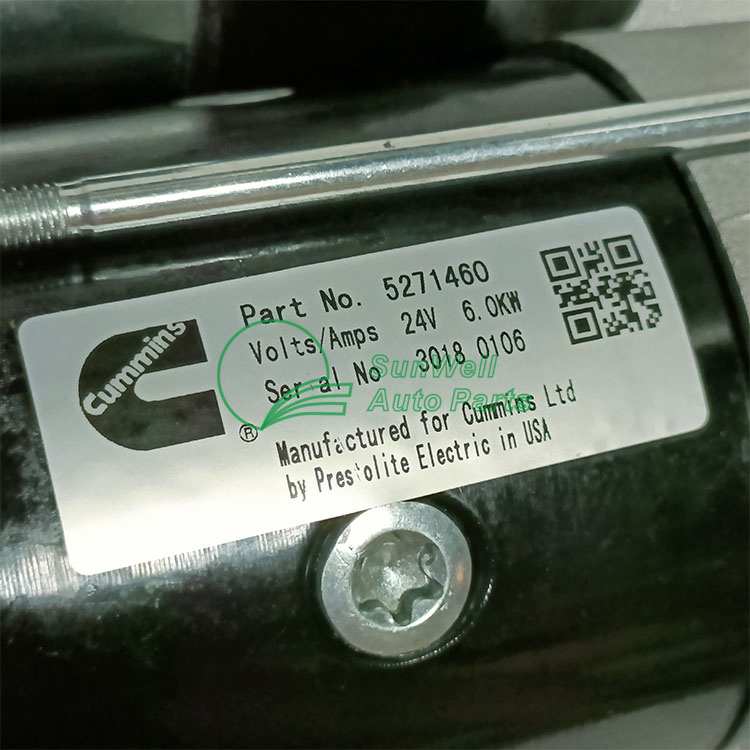 Cummins
®
Part No. 5271460
Volts/Amps 24V 6.0KW
Serial No 3018 0106
Manufactured for Cummins Ltd
by Prestolite Electric in USA
SunWell
Auto Parts